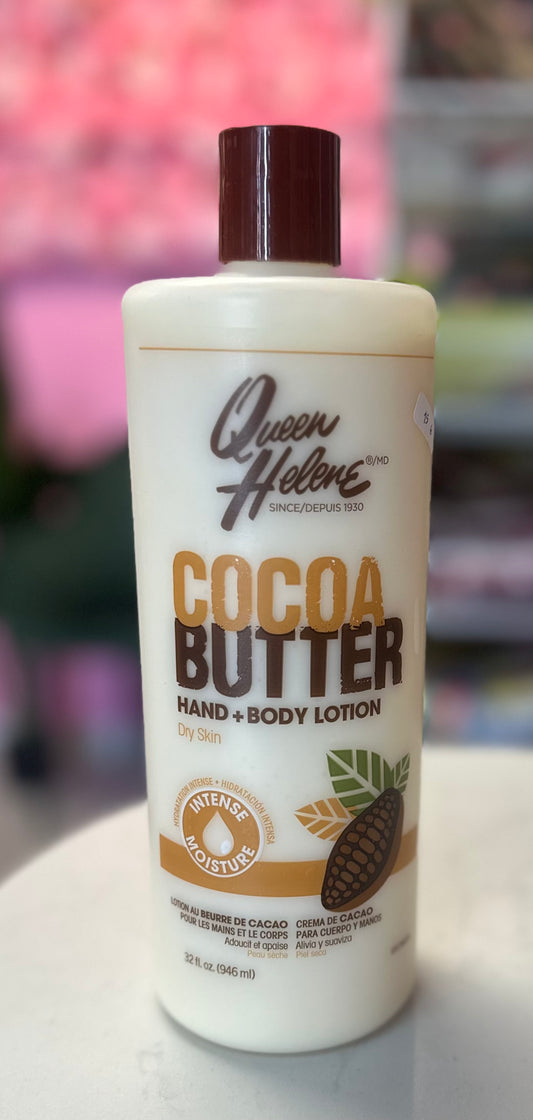 Queen
Helene®/MD
SINCE/DEPUIS 1930
COCOA
BUTTER
HAND + BODY LOTION
Dry Skin
HYDRATATION INTENSE • HIDRATACIÓN INTENSA
INTENSE
MOISTURE
LOTION AU BEURRE DE CACAO
POUR LES MAINS ET LE CORPS
Adoucit et apaise
Peau sèche
CREMA DE CACAO
PARA CUERPO Y MANOS
Alivia y suaviza
Piel seca
32 fl. oz. (946 ml)